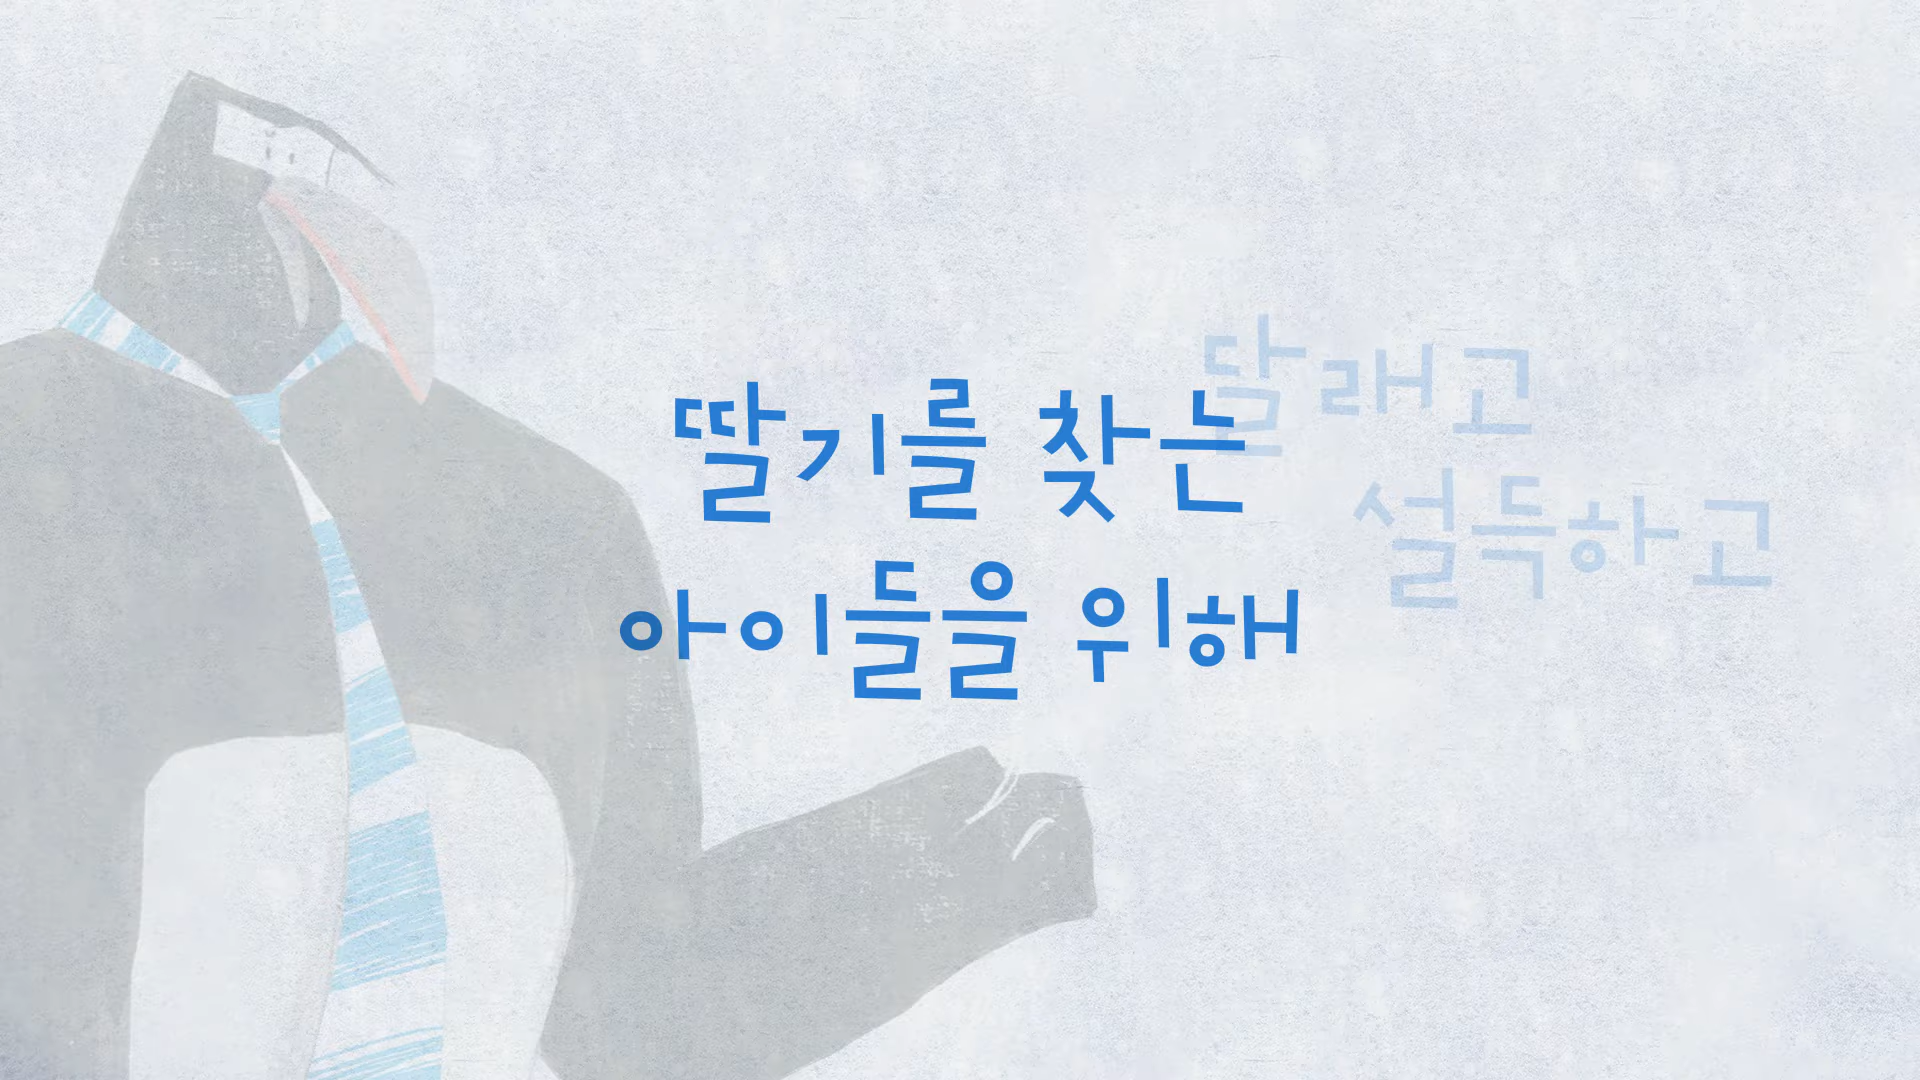 달래고
설득하고
딸기를 찾는
아이들을 위해